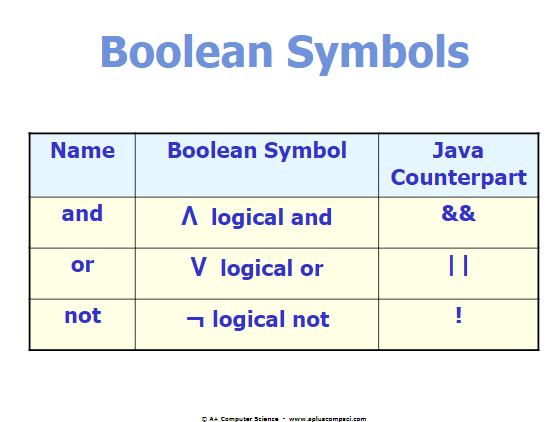 Boolean Symbols
Name Boolean Symbol Java Counterpart
and Λ logical and &&
or V logical or ||
not ¬ logical not !
© A+ Computer Science - www.apluscompsci.com